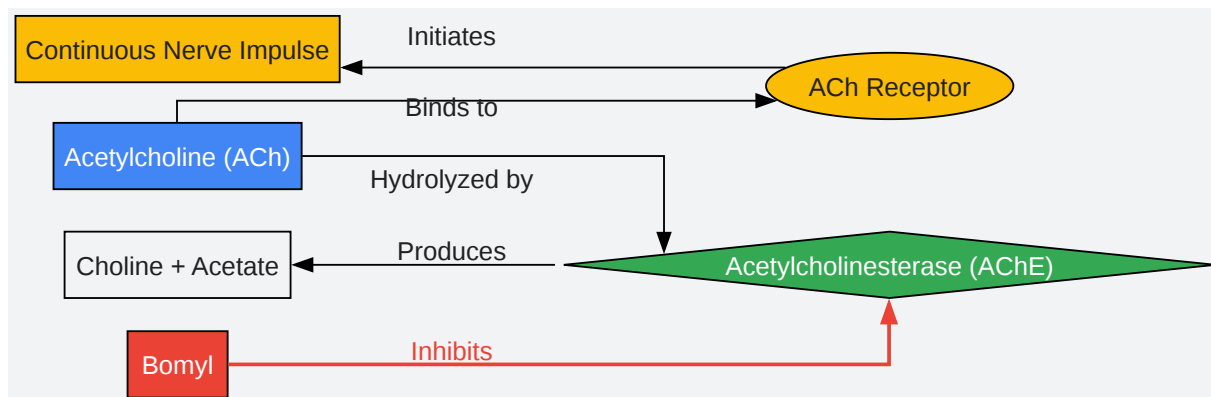 Continuous Nerve Impulse
Initiates
ACh Receptor
Binds to
Acetylcholine (ACh)
Hydrolyzed by
Choline + Acetate
Produces
Acetylcholinesterase (AChE)
Bomyl
Inhibits